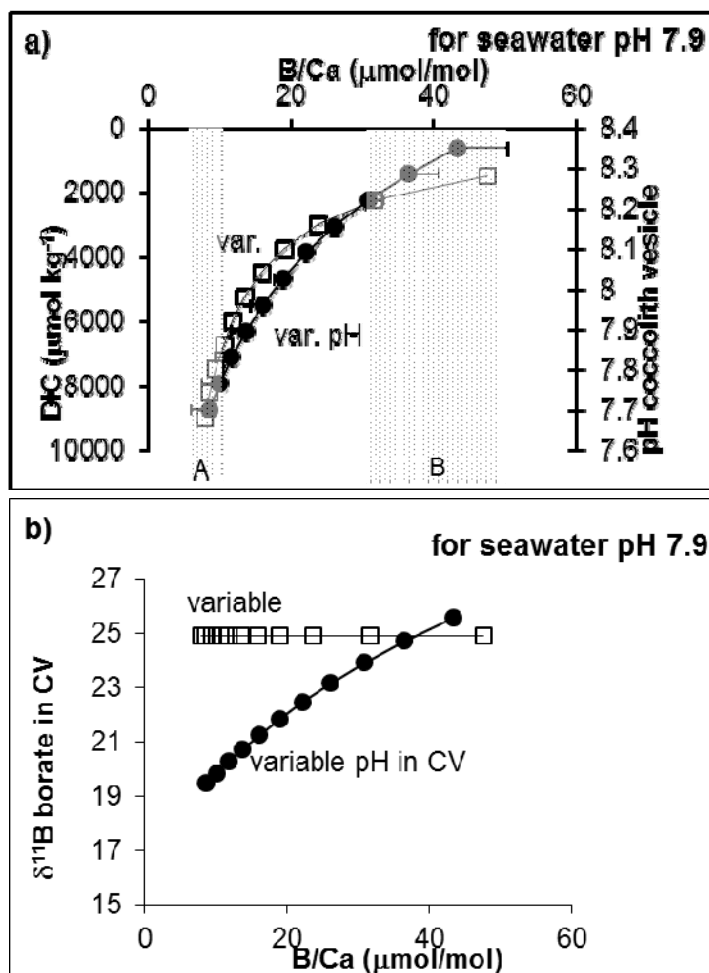 a)
for seawater pH 7.9
B/Ca (μmol/mol)
0 20 40 60
0 8.4
8.3
2000 8.2
var.
8.1
4000
8
6000 var. pH 7.9
7.8
8000
7.7
10000 7.6
DIC (μmol kg⁻¹)
pH coccolith vesicle
A B
b)
for seawater pH 7.9
27
variable
25
23
21
variable pH in CV
19
17
15
δ¹¹B borate in CV
0 20 40 60
B/Ca (μmol/mol)